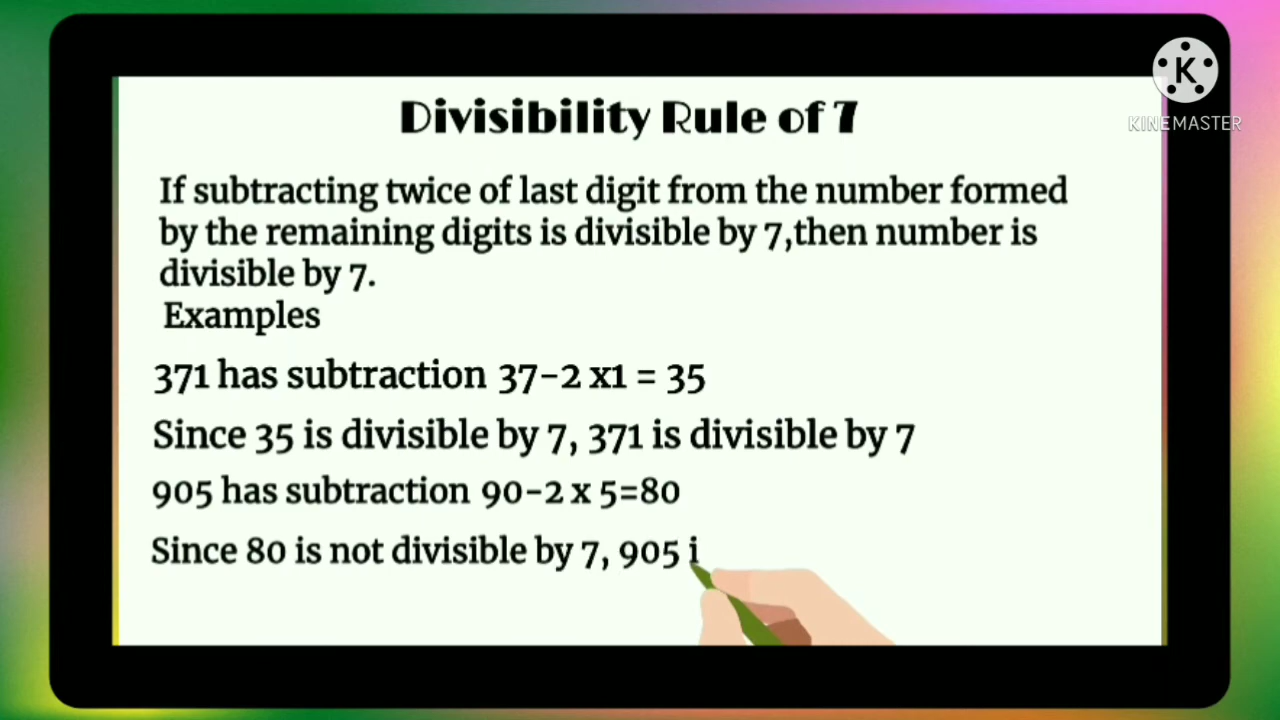 K
KINEMASTER
Divisibility Rule of 7
If subtracting twice of last digit from the number formed
by the remaining digits is divisible by 7,then number is
divisible by 7.
Examples
371 has subtraction 37-2 x1 = 35
Since 35 is divisible by 7, 371 is divisible by 7
905 has subtraction 90-2 x 5=80
Since 80 is not divisible by 7, 905 i